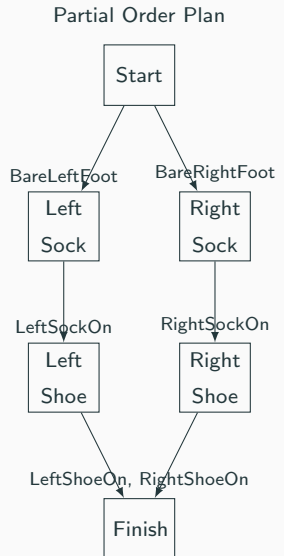 Partial Order Plan
Start
BareLeftFoot
BareRightFoot
Left
Sock
Right
Sock
LeftSockOn
RightSockOn
Left
Shoe
Right
Shoe
LeftShoeOn, RightShoeOn
Finish